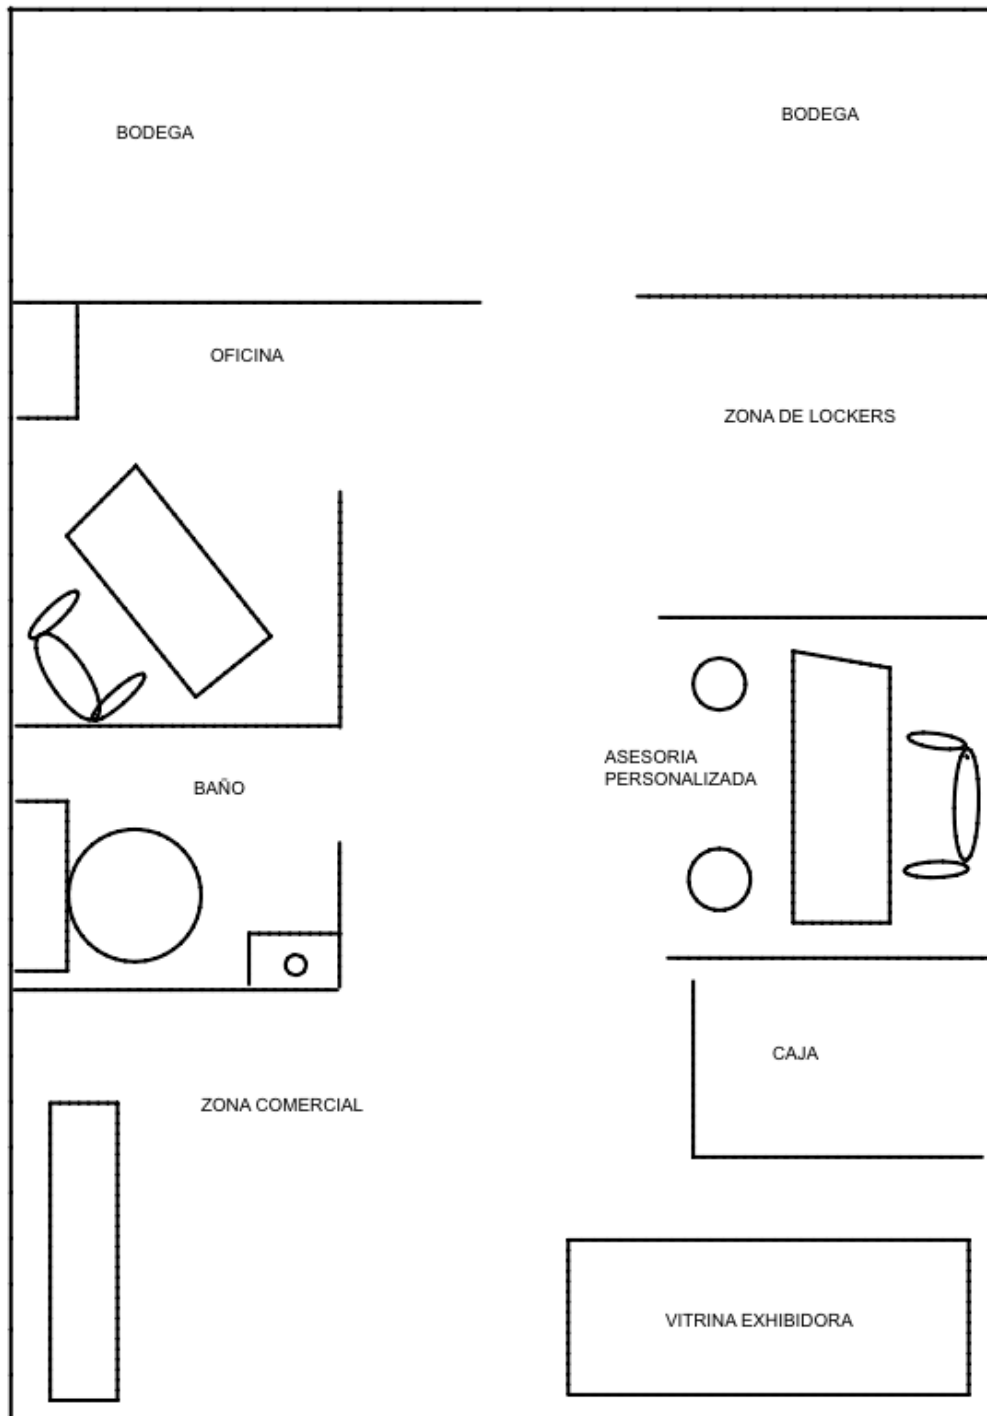 BODEGA
BODEGA
OFICINA
ZONA DE LOCKERS
ASESORIA
PERSONALIZADA
BAÑO
CAJA
ZONA COMERCIAL
VITRINA EXHIBIDORA